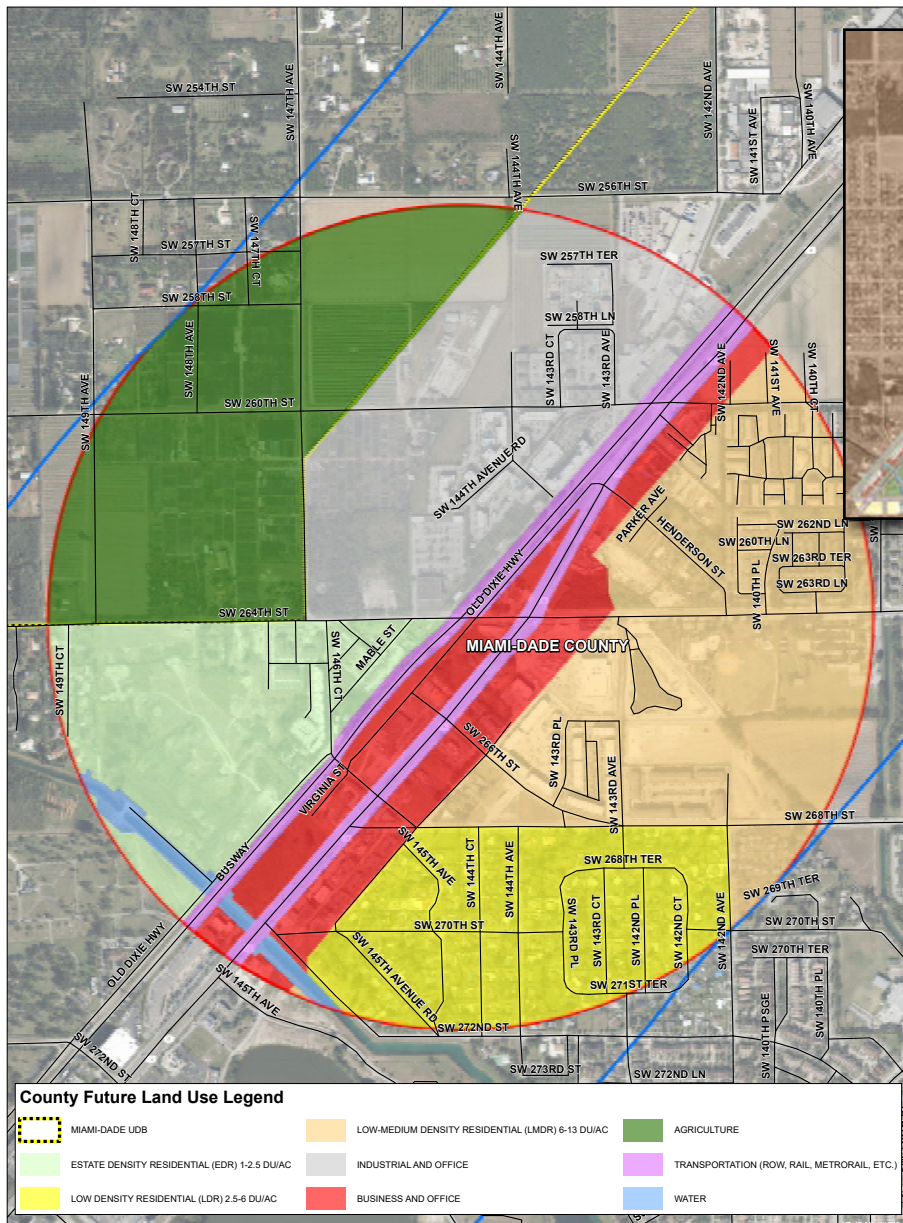 SW 144TH AVE
SW 254TH ST
SW 147TH AVE
SW 142ND AVE
SW 141ST AVE
SW 140TH AVE
SW 144TH AVE
SW 256TH ST
SW 148TH CT
SW 257TH ST
SW 147TH CT
SW 257TH TER
SW 258TH ST
SW 258TH LN
SW 148TH AVE
SW 143RD CT
SW 143RD AVE
SW 142ND AVE
SW 141ST AVE
SW 140TH CT
SW 149TH AVE
SW 260TH ST
SW 144TH AVENUE RD
PARKER AVE
HENDERSON ST
SW 262ND LN
SW 260TH LN
SW 263RD TER
SW 263RD LN
SW 140TH PL
SW
OLD DIXIE HWY
SW 264TH ST
MIAMI-DADE COUNTY
SW 149TH CT
SW 146TH CT
MABLE ST
SW 266TH ST
SW 143RD PL
SW 143RD AVE
VIRGINIA ST
SW 268TH ST
BUSWAY
SW 145TH AVE
SW 144TH CT
SW 144TH AVE
SW 268TH TER
SW 269TH TER
SW 270TH ST
SW 143RD PL
SW 143RD CT
SW 142ND PL
SW 142ND CT
SW 142ND AVE
SW 270TH ST
SW 270TH TER
OLD DIXIE HWY
SW 145TH AVENUE RD
SW 271ST TER
SW 145TH AVE
SW 272ND ST
SW 140TH PSGE
SW 140TH PL
SW 272ND ST
SW 273RD ST
SW 272ND LN
County Future Land Use Legend
MIAMI-DADE UDB
LOW-MEDIUM DENSITY RESIDENTIAL (LMDR) 6-13 DU/AC
AGRICULTURE
ESTATE DENSITY RESIDENTIAL (EDR) 1-2.5 DU/AC
INDUSTRIAL AND OFFICE
TRANSPORTATION (ROW, RAIL, METRORAIL, ETC.)
LOW DENSITY RESIDENTIAL (LDR) 2.5-6 DU/AC
BUSINESS AND OFFICE
WATER